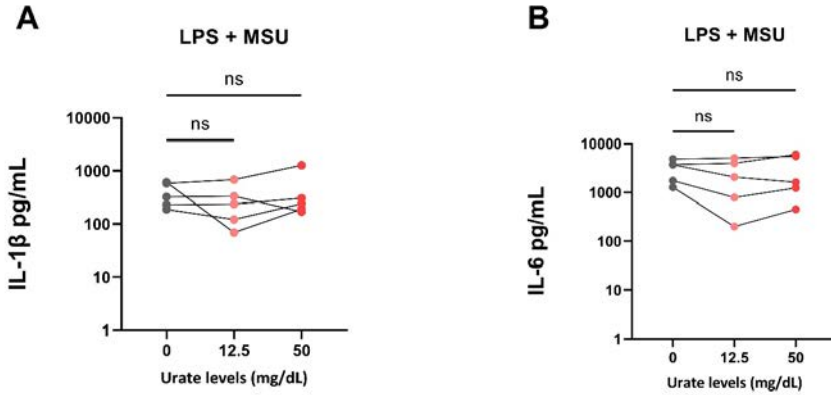 A
LPS + MSU
ns
ns
10000
1000
100
10
1
IL-1β pg/mL
0 12.5 50
Urate levels (mg/dL)
B
LPS + MSU
ns
ns
10000
1000
100
10
1
IL-6 pg/mL
0 12.5 50
Urate levels (mg/dL)